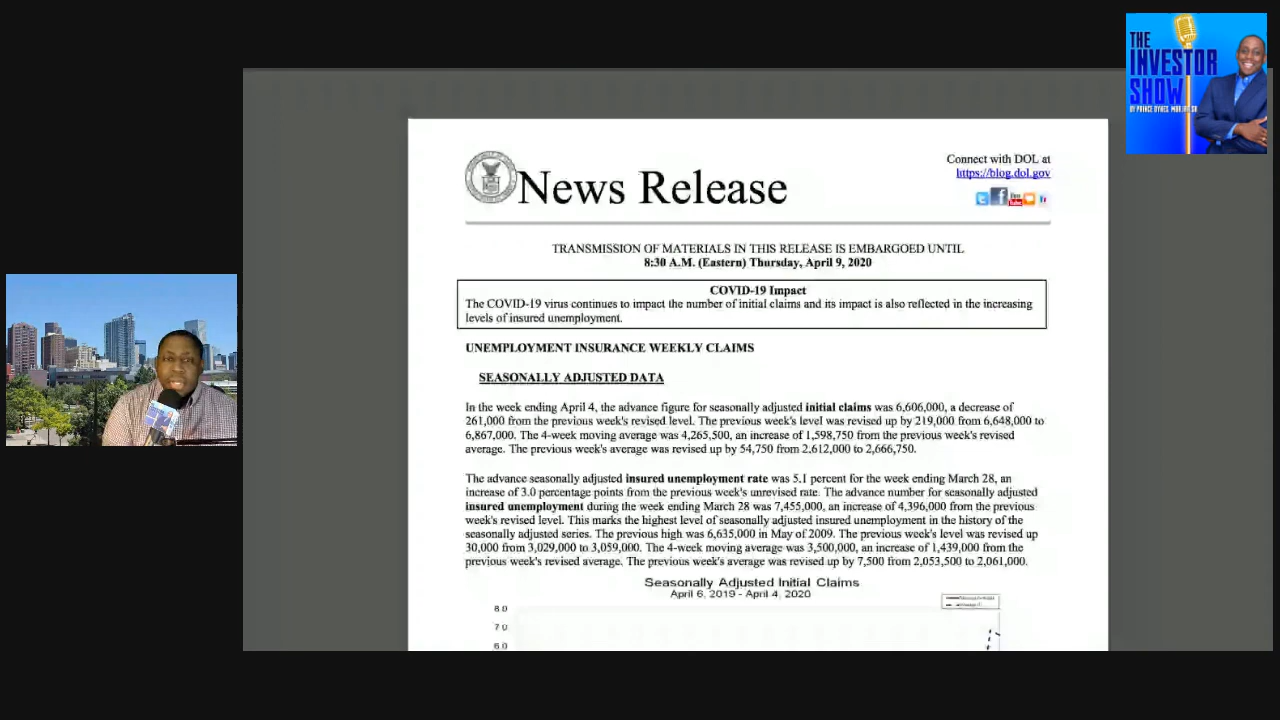 THE
INVESTOR
SHOW
News Release
Connect with DOL at
https://blog.dol.gov
TRANSMISSION OF MATERIALS IN THIS RELEASE IS EMBARGOED UNTIL
8:30 A.M. (Eastern) Thursday, April 9, 2020
COVID-19 Impact
The COVID-19 virus continues to impact the number of initial claims and its impact is also reflected in the increasing
levels of insured unemployment.
UNEMPLOYMENT INSURANCE WEEKLY CLAIMS
SEASONALLY ADJUSTED DATA
In the week ending April 4, the advance figure for seasonally adjusted initial claims was 6,606,000, a decrease of
261,000 from the previous week's revised level. The previous week's level was revised up by 219,000 from 6,648,000 to
6,867,000. The 4-week moving average was 4,265,500, an increase of 1,598,750 from the previous week's revised
average. The previous week's average was revised up by 54,750 from 2,612,000 to 2,666,750.
The advance seasonally adjusted insured unemployment rate was 5.1 percent for the week ending March 28, an
increase of 3.0 percentage points from the previous week's unrevised rate. The advance number for seasonally adjusted
insured unemployment during the week ending March 28 was 7,455,000, an increase of 4,396,000 from the previous
week's revised level. This marks the highest level of seasonally adjusted insured unemployment in the history of the
seasonally adjusted series. The previous high was 6,635,000 in May of 2009. The previous week's level was revised up
30,000 from 3,029,000 to 3,059,000. The 4-week moving average was 3,500,000, an increase of 1,439,000 from the
previous week's revised average. The previous week's average was revised up by 7,500 from 2,053,500 to 2,061,000.
Seasonally Adjusted Initial Claims
April 6, 2019 - April 4, 2020
8.0
7.0
6.0